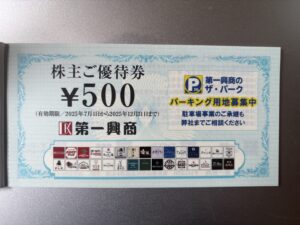 株主ご優待券
¥500
(有効期限／2025年7月1日から2025年12月31日まで)
DK 第一興商
P
第一興商の
ザ・パーク
パーキング用地募集中
駐車場事業のご承継も
弊社までご相談ください